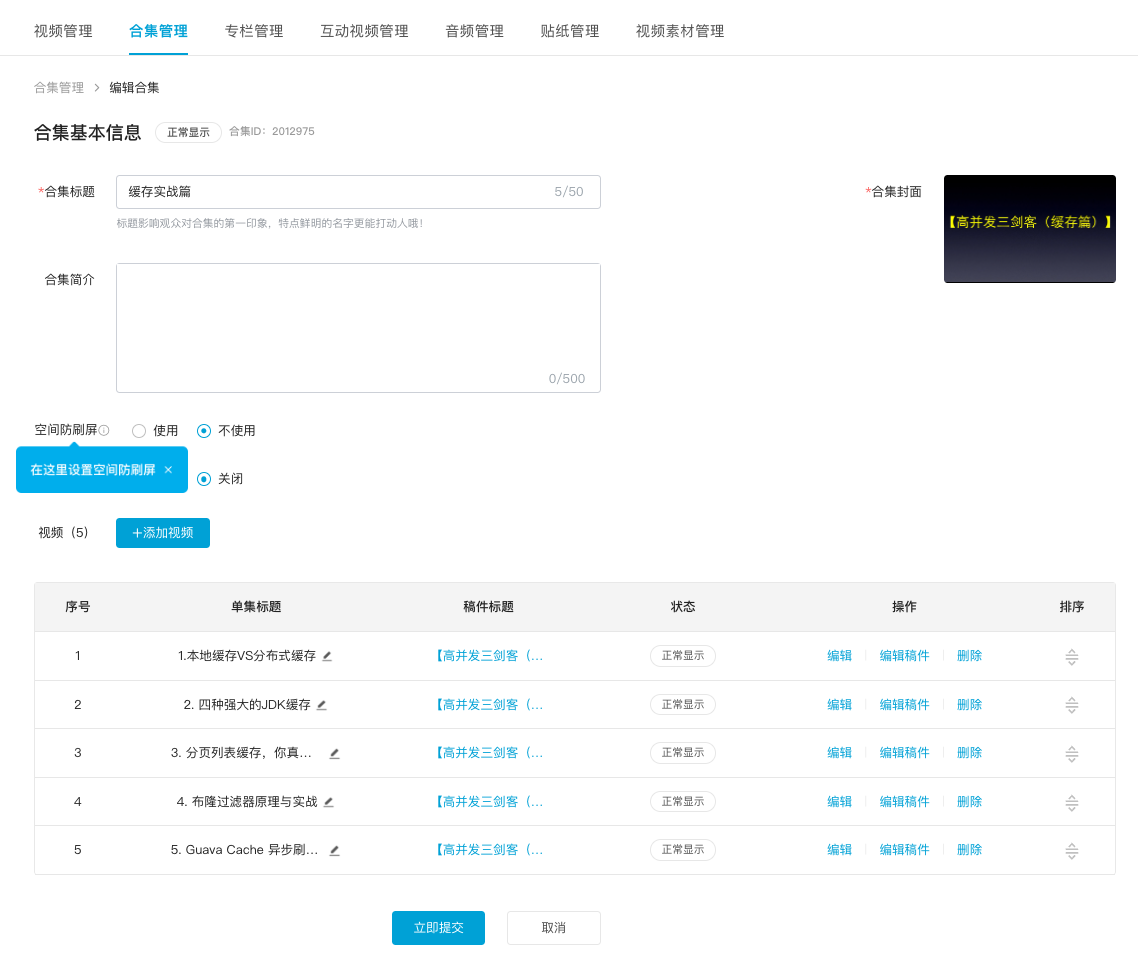 视频管理 合集管理 专栏管理 互动视频管理 音频管理 贴纸管理 视频素材管理
合集管理 > 编辑合集
合集基本信息 正常显示 合集ID: 2012975
*合集标题 缓存实战篇 5/50
*合集封面 【高并发三剑客（缓存篇）】
标题影响观众对合集的第一印象，特点鲜明的名字更能打动人哦！
合集简介
0/500
空间防刷屏 使用 不使用
在这里设置空间防刷屏 × 关闭
视频（5） +添加视频
序号 单集标题 稿件标题 状态 操作 排序
1 1.本地缓存VS分布式缓存 【高并发三剑客（... 正常显示 编辑 编辑稿件 删除
2 2. 四种强大的JDK缓存 【高并发三剑客（... 正常显示 编辑 编辑稿件 删除
3 3. 分页列表缓存，你真... 【高并发三剑客（... 正常显示 编辑 编辑稿件 删除
4 4. 布隆过滤器原理与实战 【高并发三剑客（... 正常显示 编辑 编辑稿件 删除
5 5. Guava Cache 异步刷... 【高并发三剑客（... 正常显示 编辑 编辑稿件 删除
立即提交 取消